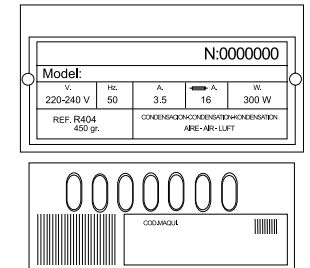 N:0000000
Model:
V. Hz. A. A. W.
220-240 V 50 3.5 16 300 W
REF. R404 CONDENSACION-CONDENSATION-KONDENSATION
450 gr. AIRE - AIR - LUFT
COD.MAQUI.